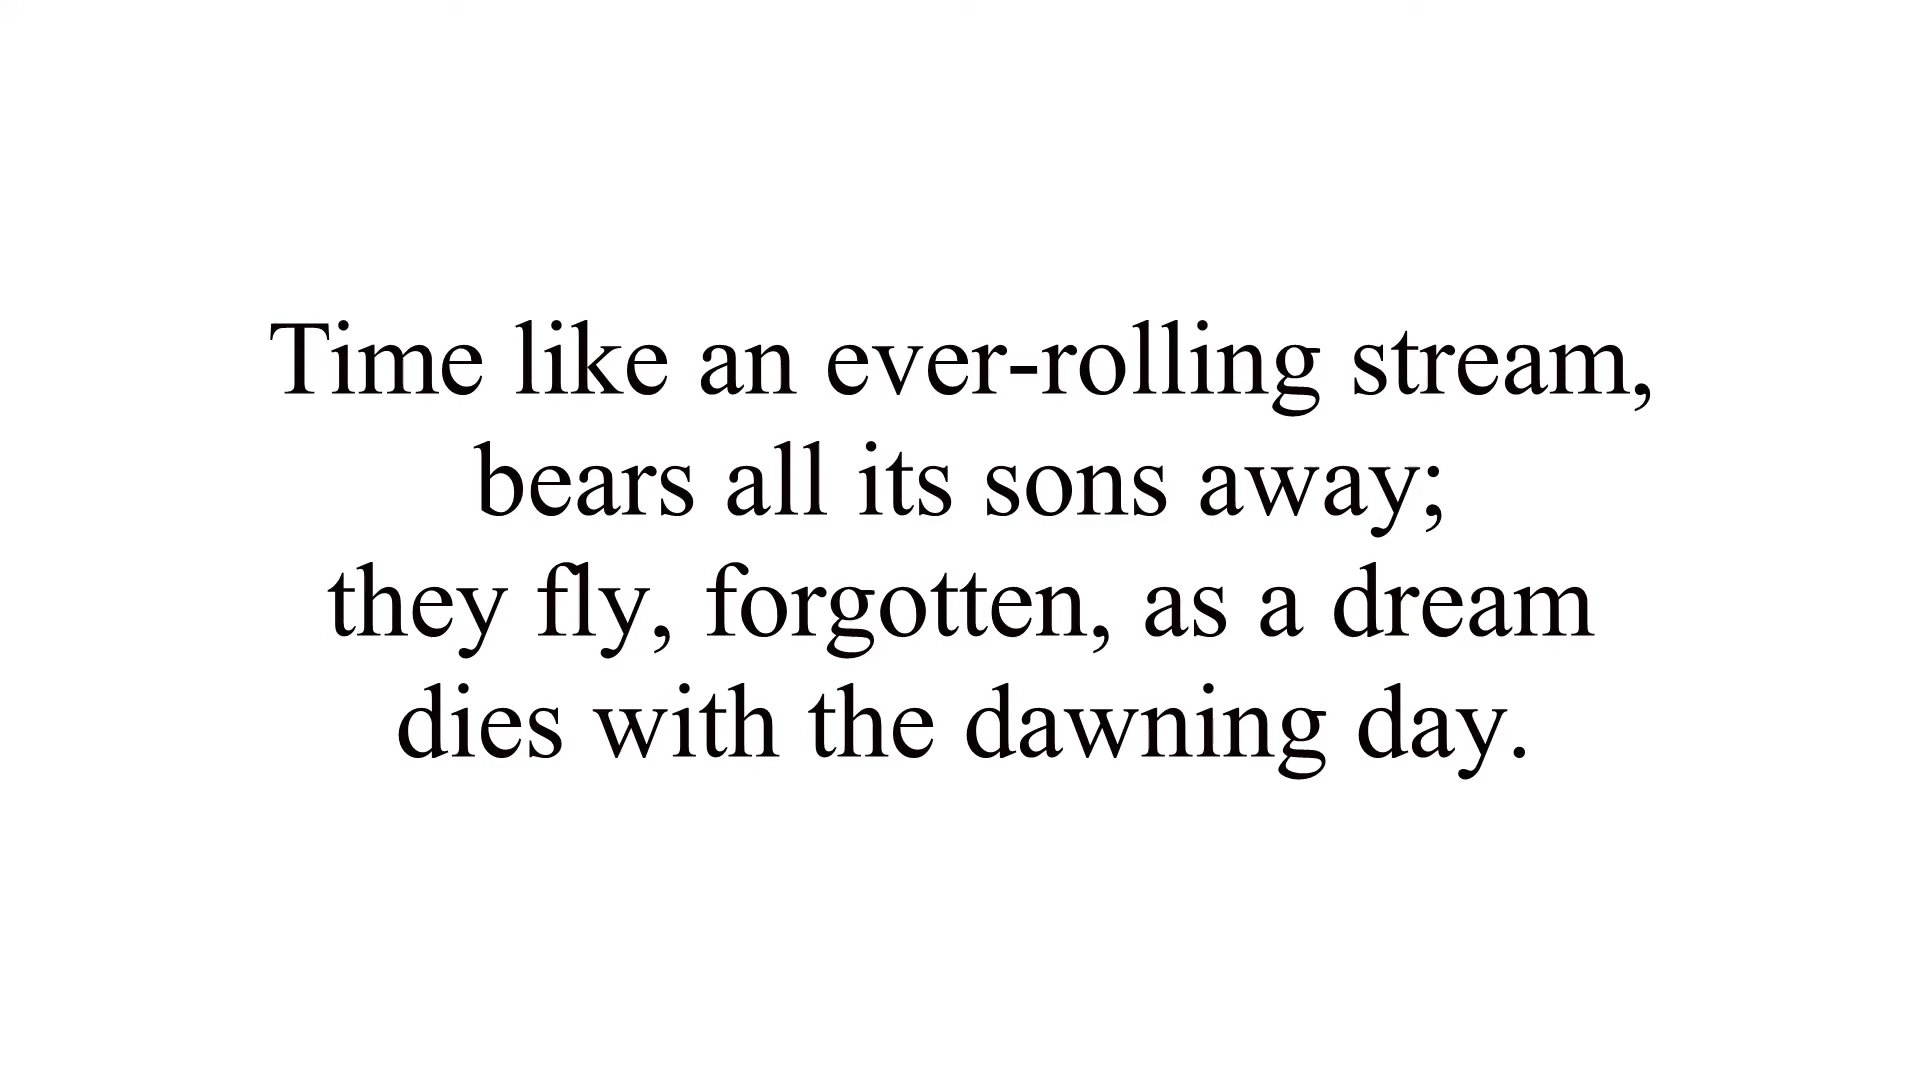 Time like an ever-rolling stream,
bears all its sons away;
they fly, forgotten, as a dream
dies with the dawning day.